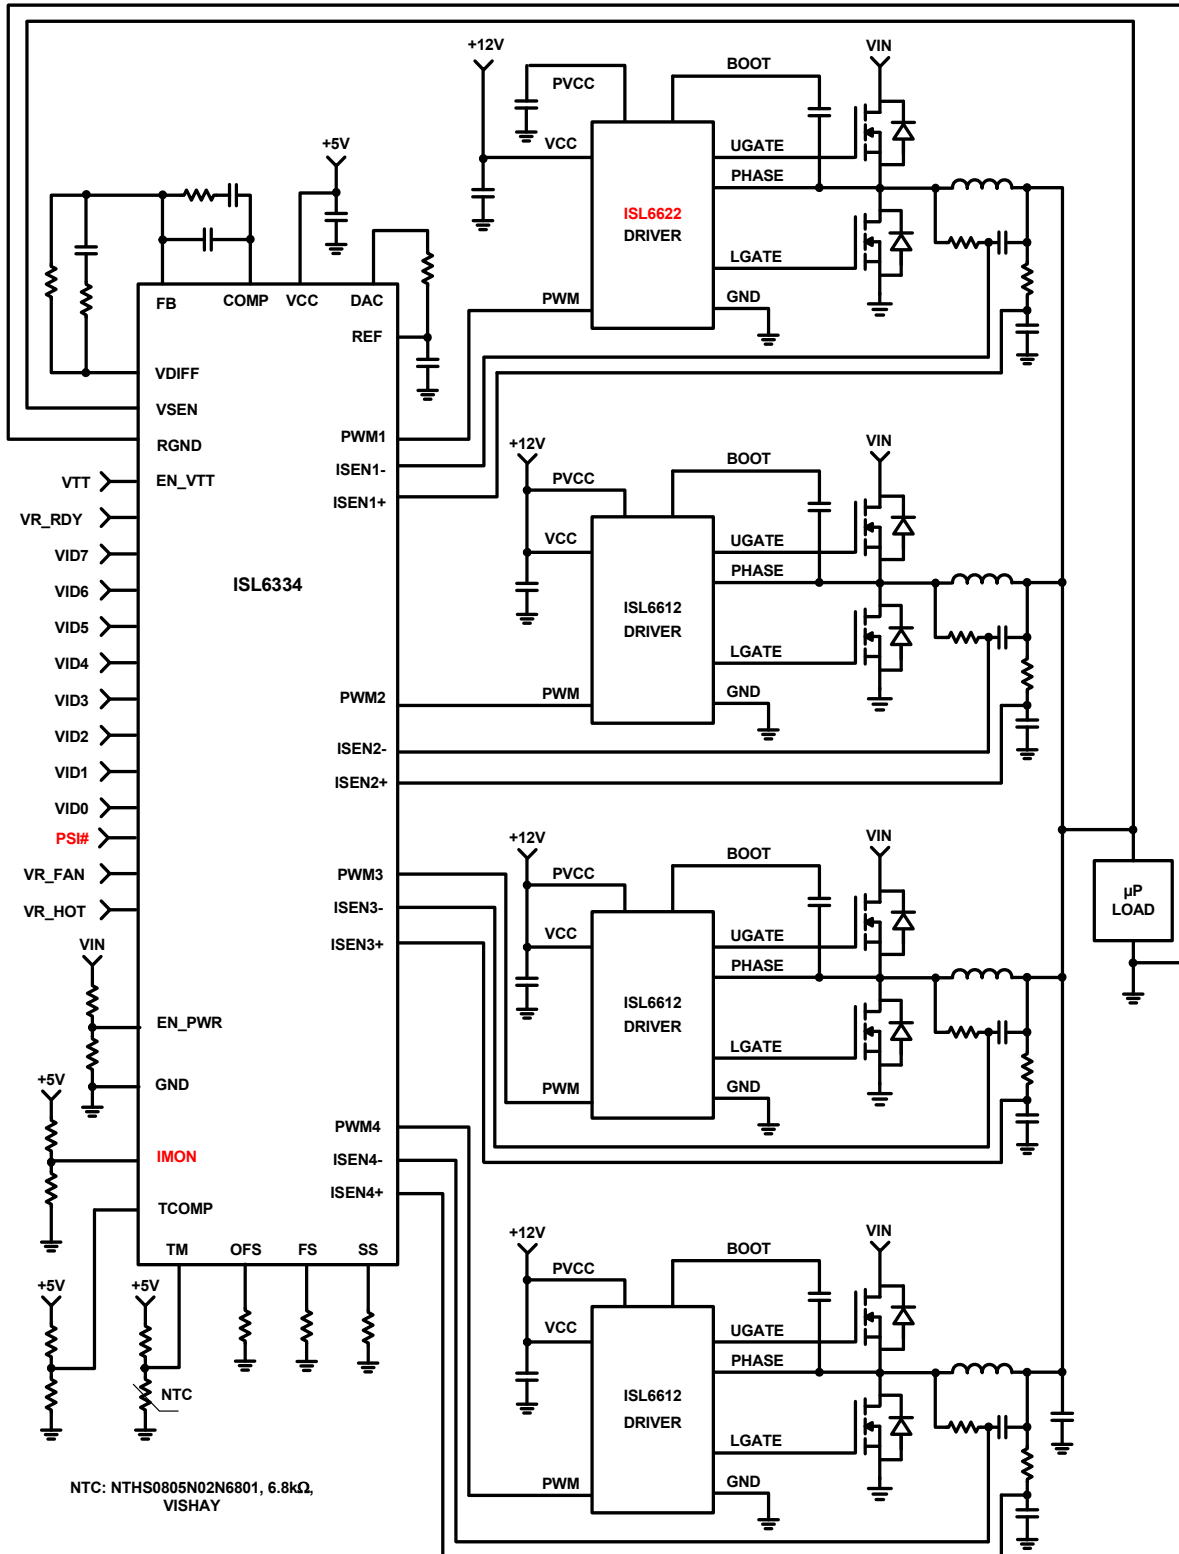 +12V
PVCC
VCC
BOOT
VIN
UGATE
PHASE
ISL6622
DRIVER
LGATE
GND
PWM
+5V
FB
COMP
VCC
DAC
REF
VDIFF
VSEN
RGND
VTT
EN_VTT
VR_RDY
VID7
VID6
VID5
VID4
VID3
VID2
VID1
VID0
PSI#
VR_FAN
VR_HOT
ISL6334
PWM1
ISEN1-
ISEN1+
PWM2
ISEN2-
ISEN2+
PWM3
ISEN3-
ISEN3+
PWM4
ISEN4-
ISEN4+
VIN
EN_PWR
GND
+5V
IMON
TCOMP
TM
OFS
FS
SS
+5V
+5V
NTC
NTC: NTHS0805N02N6801, 6.8kΩ,
VISHAY
+12V
PVCC
VCC
BOOT
VIN
UGATE
PHASE
ISL6612
DRIVER
LGATE
GND
PWM
+12V
PVCC
VCC
BOOT
VIN
UGATE
PHASE
ISL6612
DRIVER
LGATE
GND
PWM
µP
LOAD
+12V
PVCC
VCC
BOOT
VIN
UGATE
PHASE
ISL6612
DRIVER
LGATE
GND
PWM